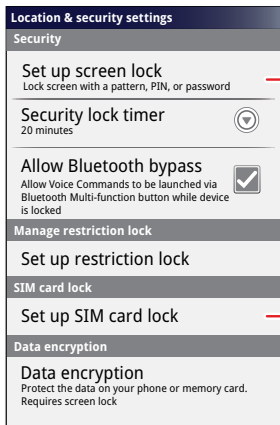 Location & security settings
Security
Set up screen lock
Lock screen with a pattern, PIN, or password
Security lock timer
20 minutes
Allow Bluetooth bypass
Allow Voice Commands to be launched via
Bluetooth Multi-function button while device
is locked
Manage restriction lock
Set up restriction lock
SIM card lock
Set up SIM card lock
Data encryption
Data encryption
Protect the data on your phone or memory card.
Requires screen lock